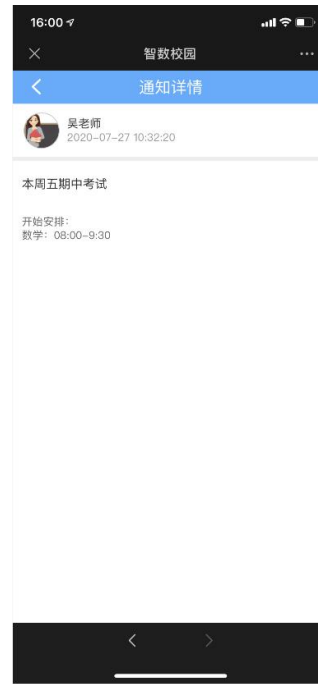 16:00
智数校园
通知详情
吴老师
2020-07-27 10:32:20
本周五期中考试
开始安排：
数学：08:00-9:30